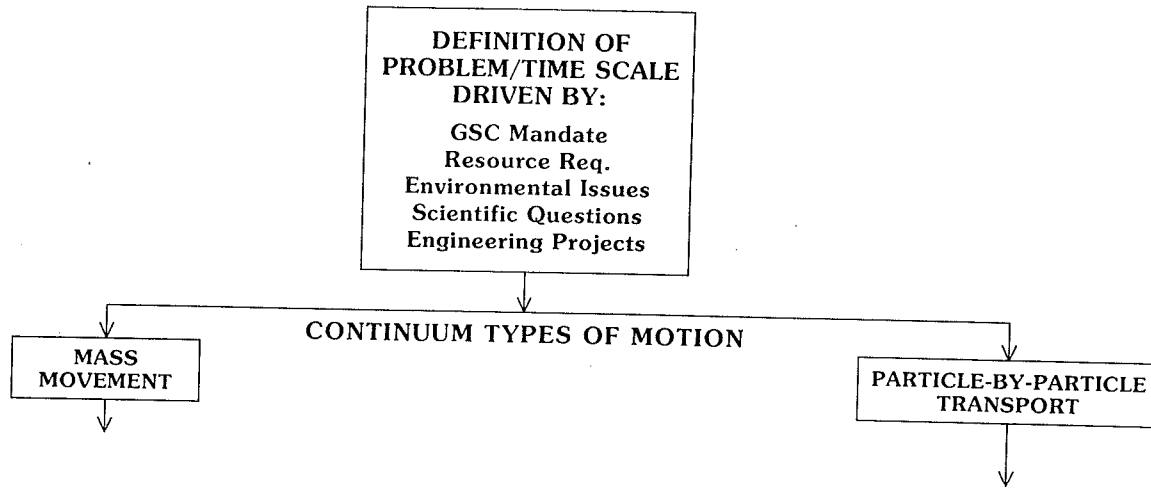 DEFINITION OF
PROBLEM/TIME SCALE
DRIVEN BY:
GSC Mandate
Resource Req.
Environmental Issues
Scientific Questions
Engineering Projects
CONTINUUM TYPES OF MOTION
MASS
MOVEMENT
PARTICLE-BY-PARTICLE
TRANSPORT